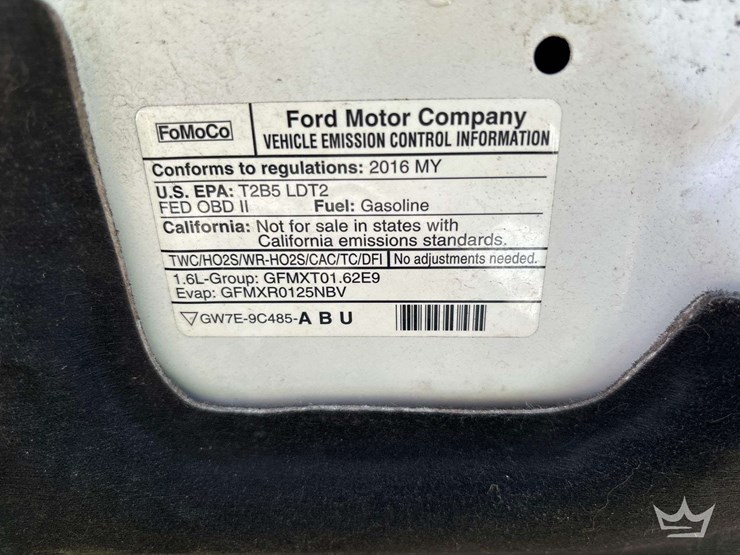 FoMoCo
Ford Motor Company
VEHICLE EMISSION CONTROL INFORMATION
Conforms to regulations: 2016 MY
U.S. EPA: T2B5 LDT2
FED OBD II Fuel: Gasoline
California: Not for sale in states with
California emissions standards.
TWC/HO2S/WR-HO2S/CAC/TC/DFI No adjustments needed.
1.6L-Group: GFMXT01.62E9
Evap: GFMXR0125NBV
GW7E-9C485-A B U